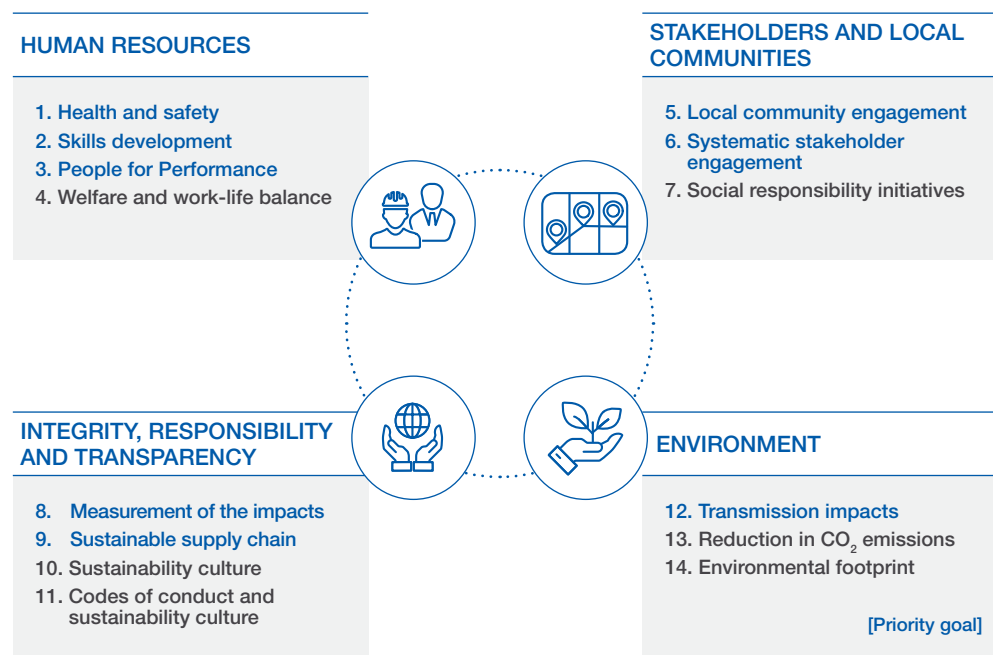 HUMAN RESOURCES
1. Health and safety
2. Skills development
3. People for Performance
4. Welfare and work-life balance
STAKEHOLDERS AND LOCAL
COMMUNITIES
5. Local community engagement
6. Systematic stakeholder
engagement
7. Social responsibility initiatives
INTEGRITY, RESPONSIBILITY
AND TRANSPARENCY
8. Measurement of the impacts
9. Sustainable supply chain
10. Sustainability culture
11. Codes of conduct and
sustainability culture
ENVIRONMENT
12. Transmission impacts
13. Reduction in CO₂ emissions
14. Environmental footprint
[Priority goal]